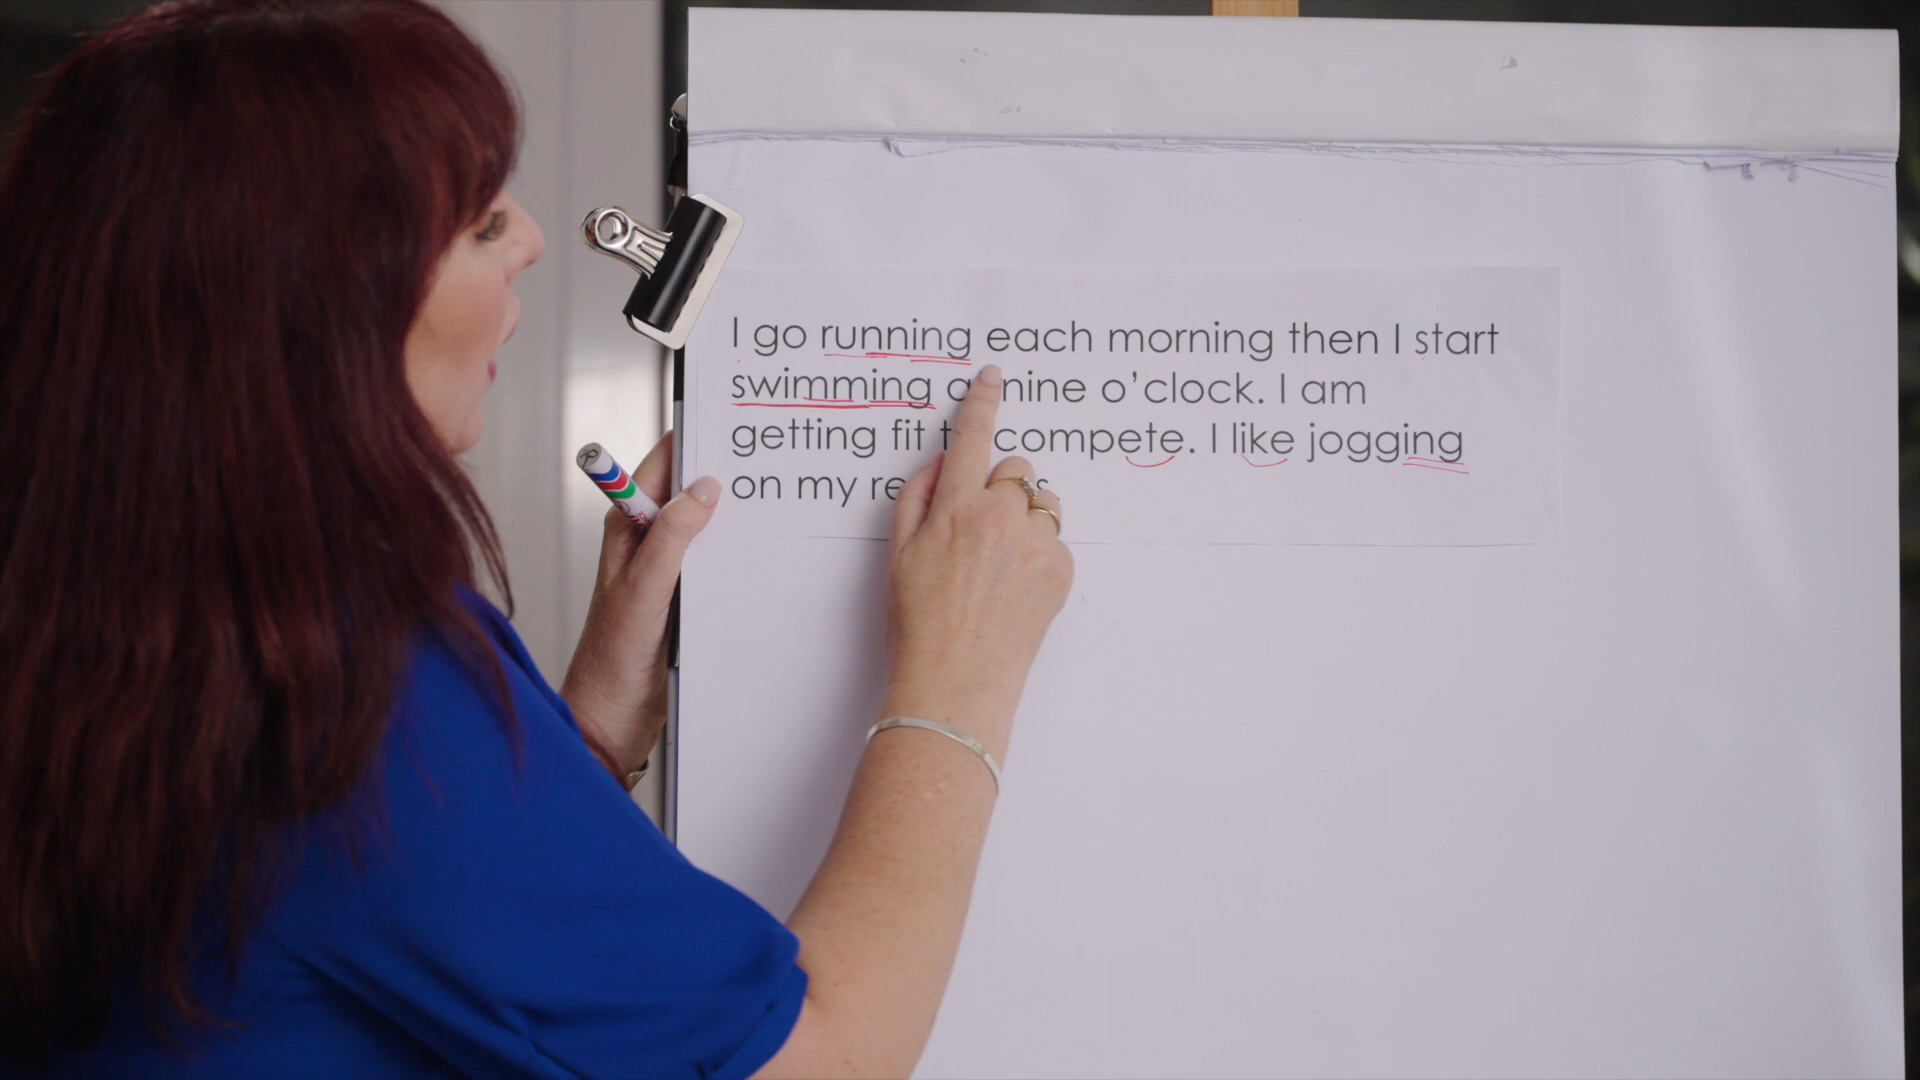 I go running each morning then I start
swimming nine o'clock. I am
getting fit compete. I like jogging
on my